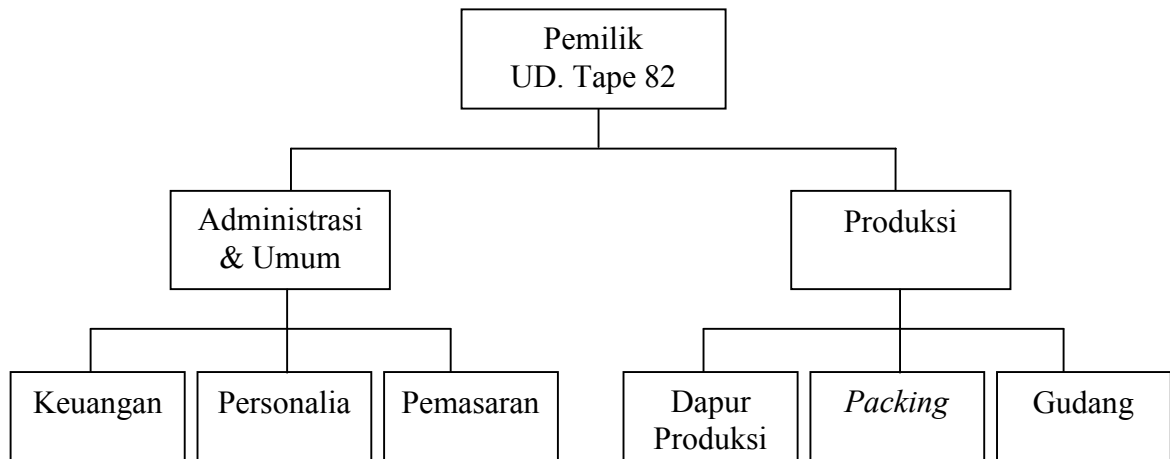 Pemilik
UD. Tape 82
Administrasi
& Umum
Produksi
Keuangan
Personalia
Pemasaran
Dapur
Produksi
Packing
Gudang